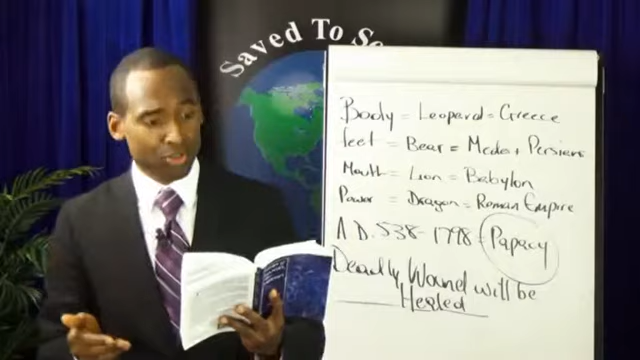 Saved To Se
Body = Leopard = Greece
feet = Bear = Medes + Persians
Mouth = Lion = Babylon
Power = Dragon = Roman Empire
A.D. 538-1798 = Papacy
Deadly Wound will be
Healed